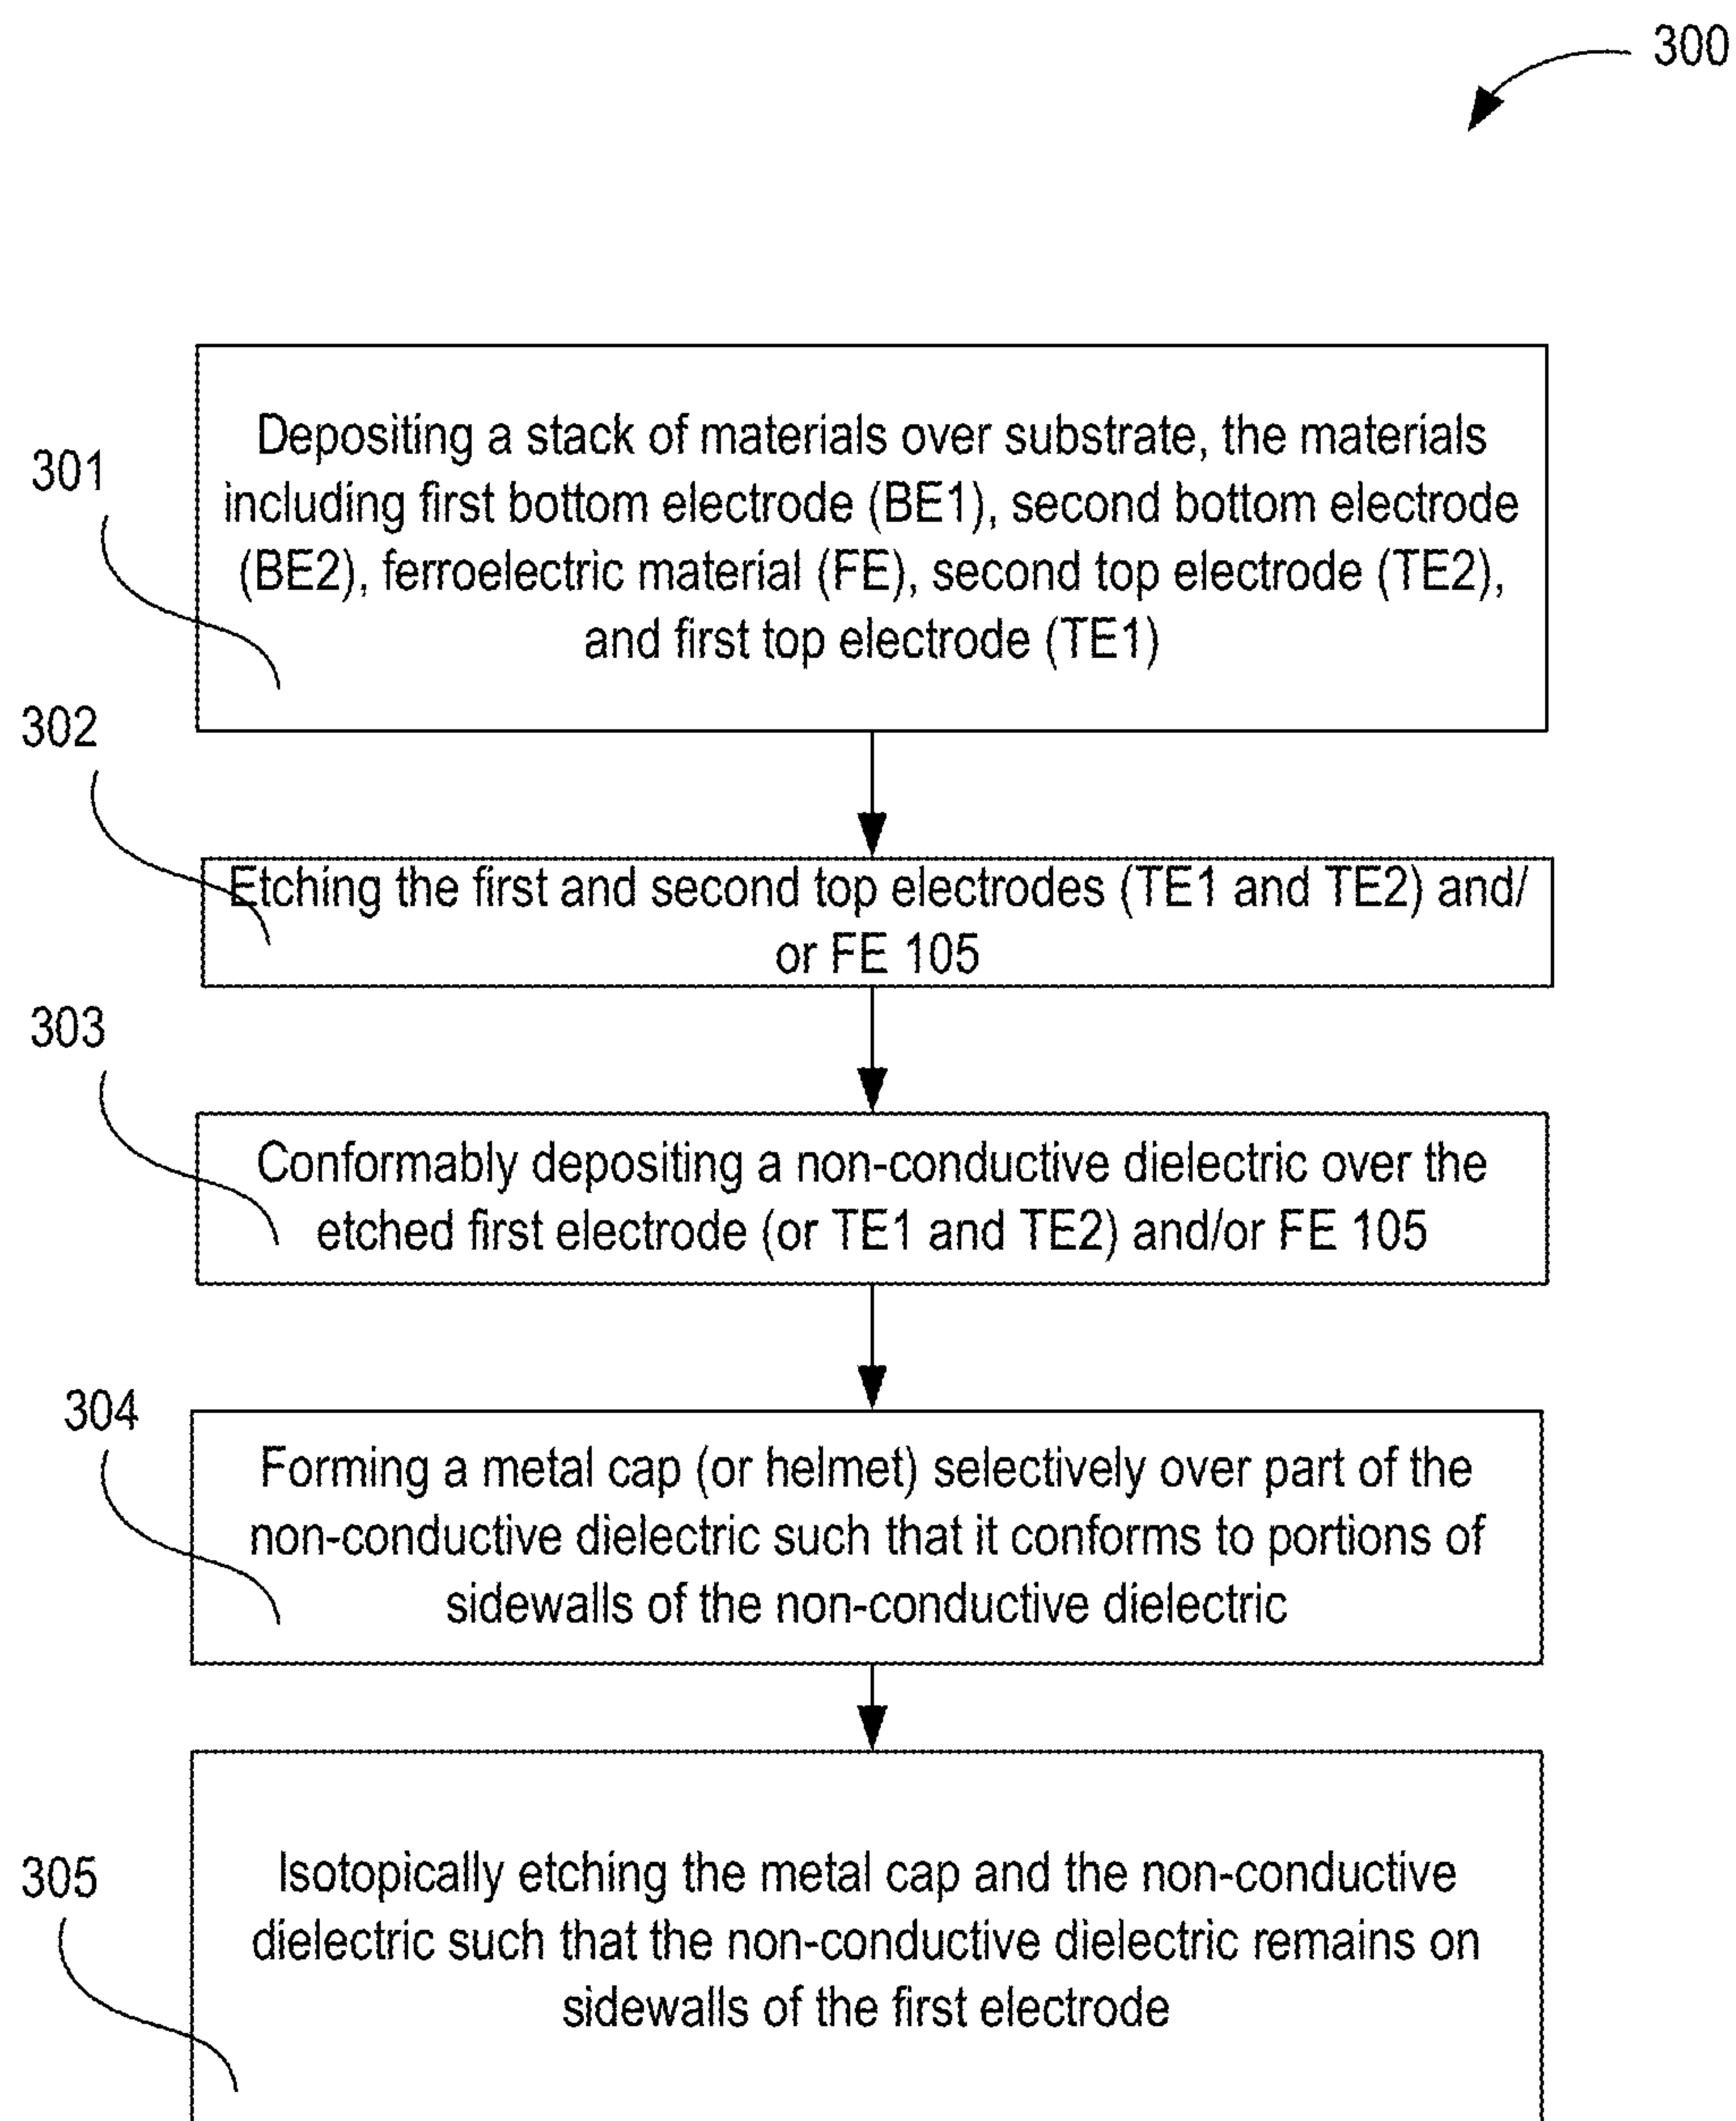 300
301
Depositing a stack of materials over substrate, the materials
including first bottom electrode (BE1), second bottom electrode
(BE2), ferroelectric material (FE), second top electrode (TE2),
and first top electrode (TE1)
302
Etching the first and second top electrodes (TE1 and TE2) and/
or FE 105
303
Conformably depositing a non-conductive dielectric over the
etched first electrode (or TE1 and TE2) and/or FE 105
304
Forming a metal cap (or helmet) selectively over part of the
non-conductive dielectric such that it conforms to portions of
sidewalls of the non-conductive dielectric
305
Isotopically etching the metal cap and the non-conductive
dielectric such that the non-conductive dielectric remains on
sidewalls of the first electrode